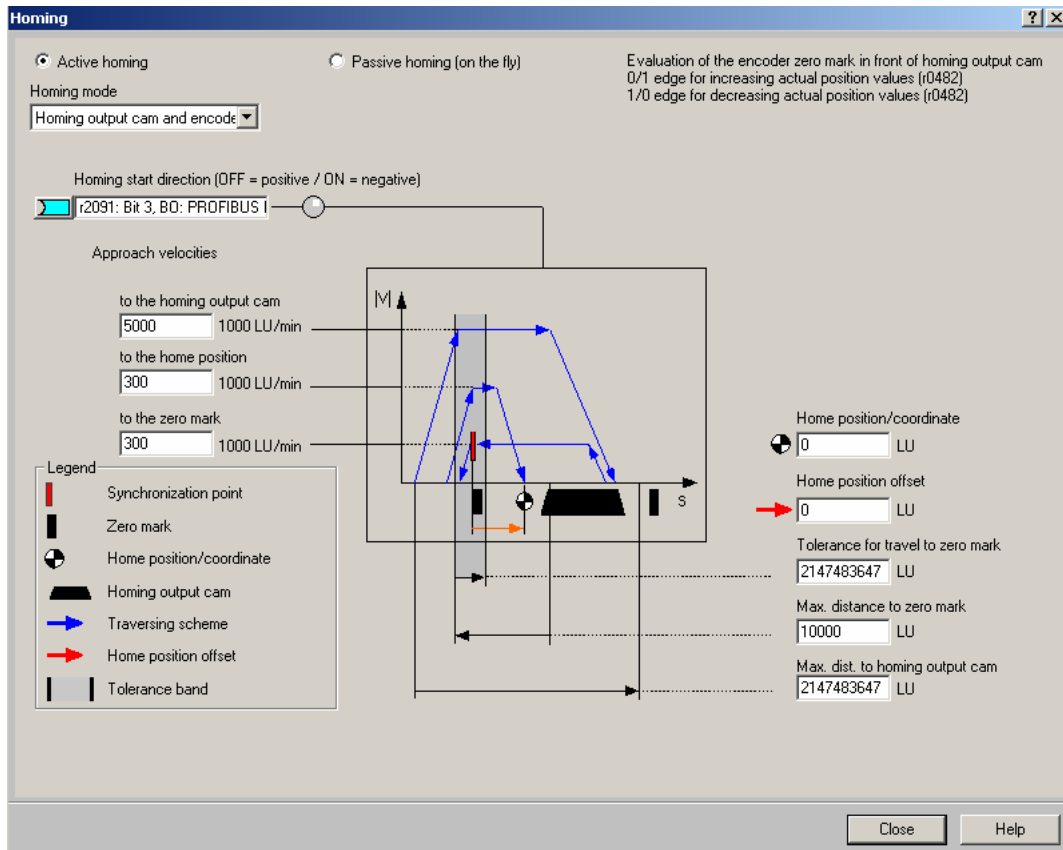 Homing
Active homing
Passive homing (on the fly)
Evaluation of the encoder zero mark in front of homing output cam
0/1 edge for increasing actual position values (r0482)
1/0 edge for decreasing actual position values (r0482)
Homing mode
Homing output cam and encode
Homing start direction (OFF = positive / ON = negative)
r2091: Bit 3, BO: PROFIBUS
Approach velocities
to the homing output cam
5000 1000 LU/min
to the home position
300 1000 LU/min
to the zero mark
300 1000 LU/min
|V|
s
Legend
Synchronization point
Zero mark
Home position/coordinate
Homing output cam
Traversing scheme
Home position offset
Tolerance band
Home position/coordinate
0 LU
Home position offset
0 LU
Tolerance for travel to zero mark
2147483647 LU
Max. distance to zero mark
10000 LU
Max. dist. to homing output cam
2147483647 LU
Close
Help